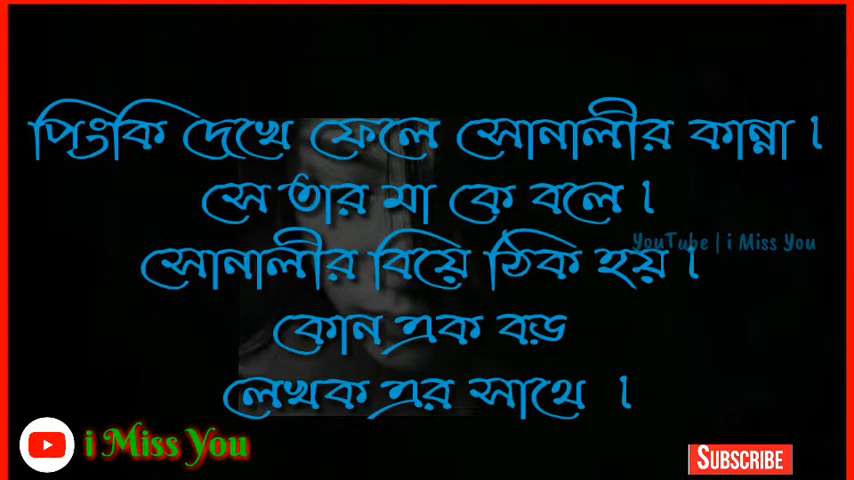 পিংকি দেখে ফেলে সোনালীর কান্না ।
সে তার মা কে বলে ।
YouTube | i Miss You
সোনালীর বিয়ে ঠিক হয় ।
কোন এক বড়
লেখক এর সাথে ।
i Miss You
SUBSCRIBE